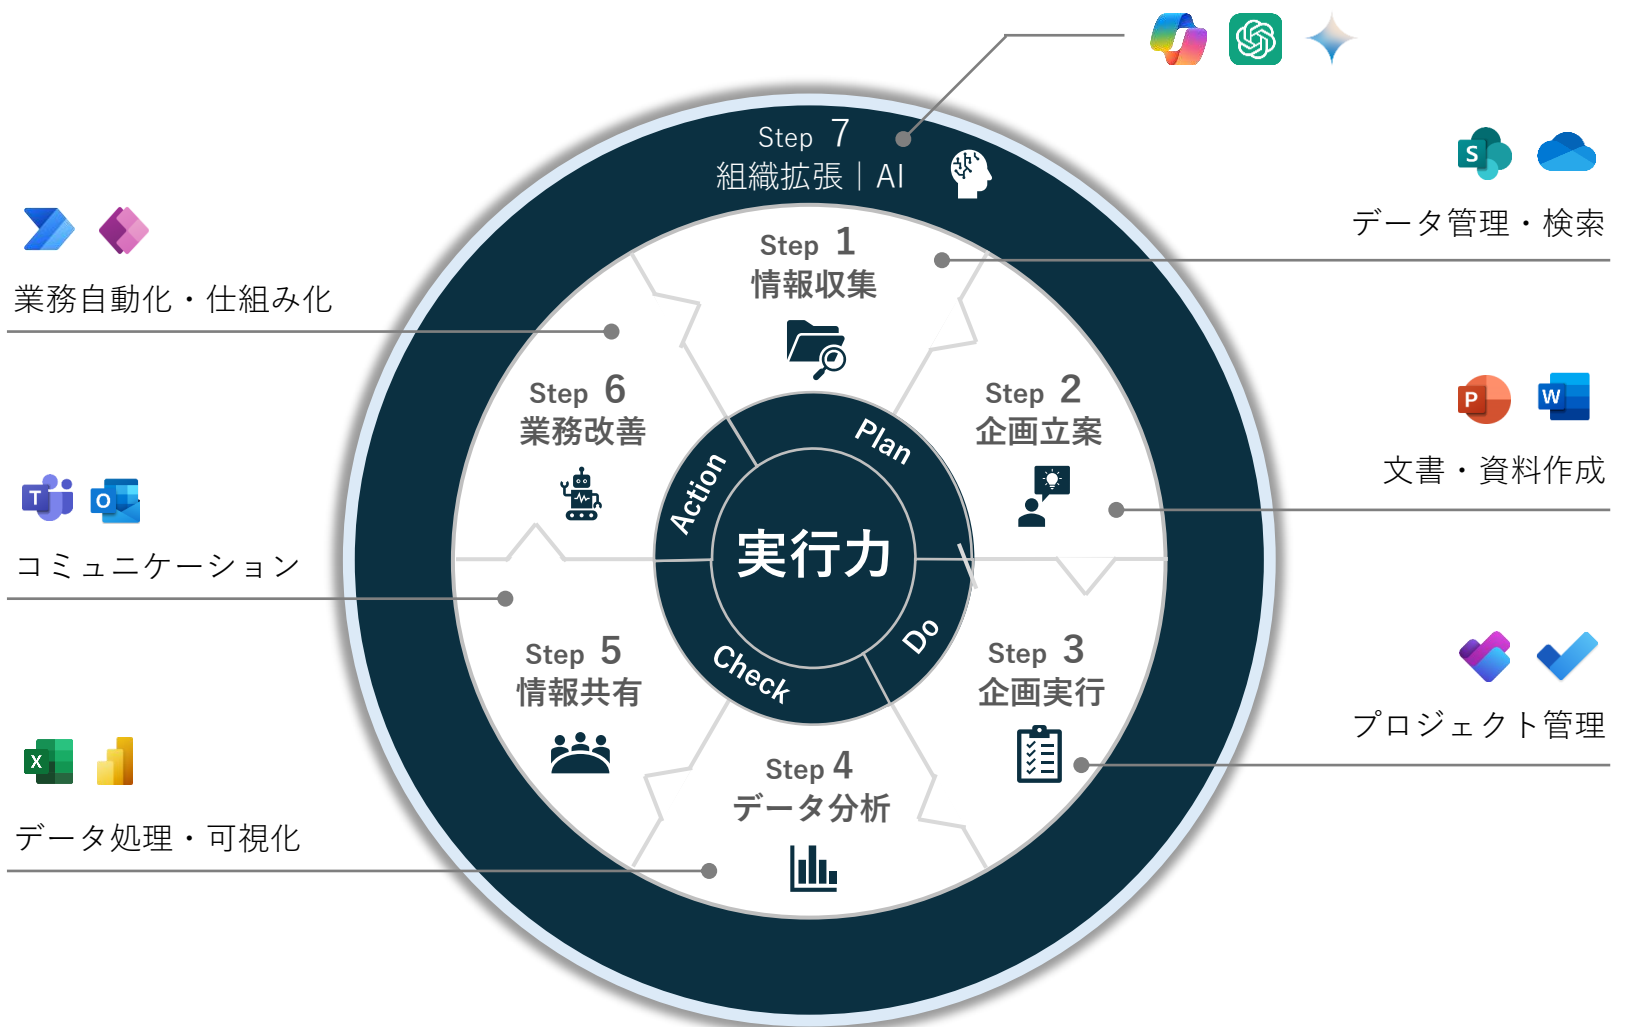 Step 7
組織拡張｜AI
Step 1
情報収集
データ管理・検索
Step 2
企画立案
文書・資料作成
Step 3
企画実行
プロジェクト管理
Step 4
データ分析
データ処理・可視化
Step 5
情報共有
コミュニケーション
Step 6
業務改善
業務自動化・仕組み化
Plan
Do
Check
Action
実行力
S
P
W
T
O
X